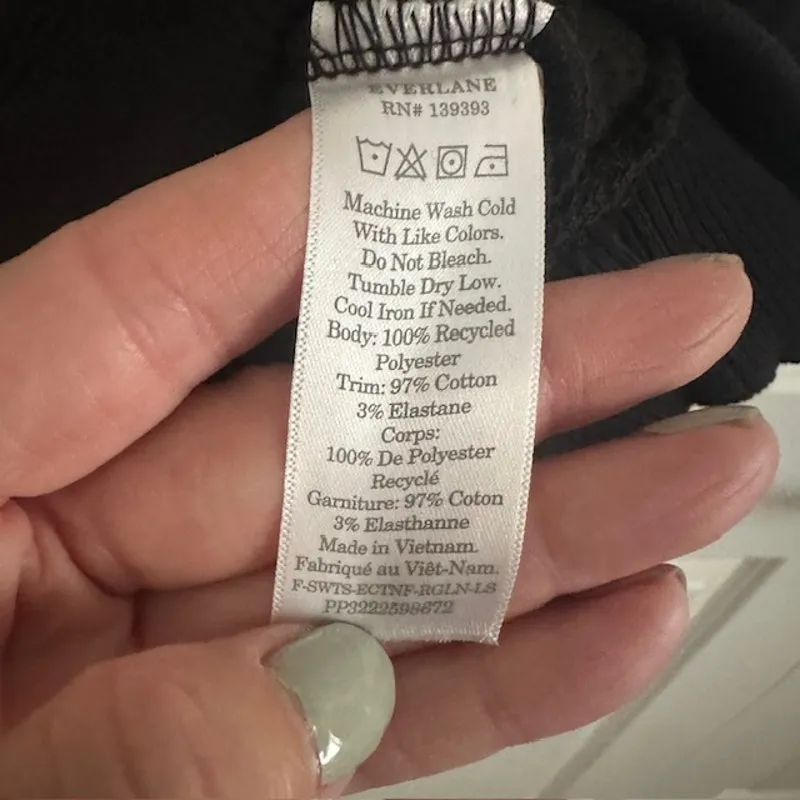 EVERLANE
RN# 139393
Machine Wash Cold
With Like Colors.
Do Not Bleach.
Tumble Dry Low.
Cool Iron If Needed.
Body: 100% Recycled
Polyester
Trim: 97% Cotton
3% Elastane
Corps:
100% De Polyester
Recyclé
Garniture: 97% Coton
3% Elasthanne
Made in Vietnam.
Fabriqué au Viêt-Nam.
F-SWTS-ECTNF-RGLN-LS
PP3222598672